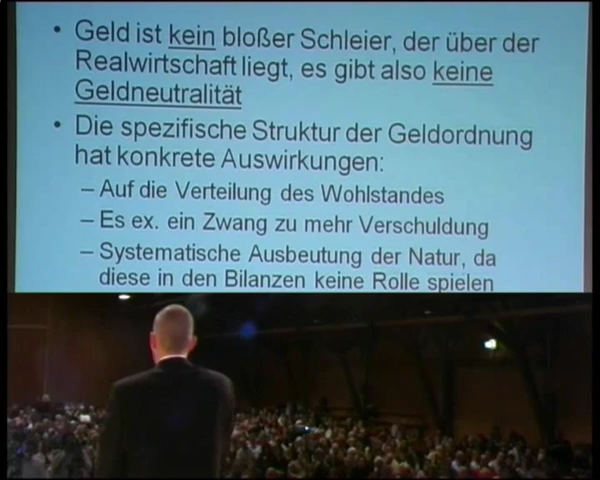 • Geld ist kein bloßer Schleier, der über der
Realwirtschaft liegt, es gibt also keine
Geldneutralität
• Die spezifische Struktur der Geldordnung
hat konkrete Auswirkungen:
– Auf die Verteilung des Wohlstandes
– Es ex. ein Zwang zu mehr Verschuldung
– Systematische Ausbeutung der Natur, da
diese in den Bilanzen keine Rolle spielen